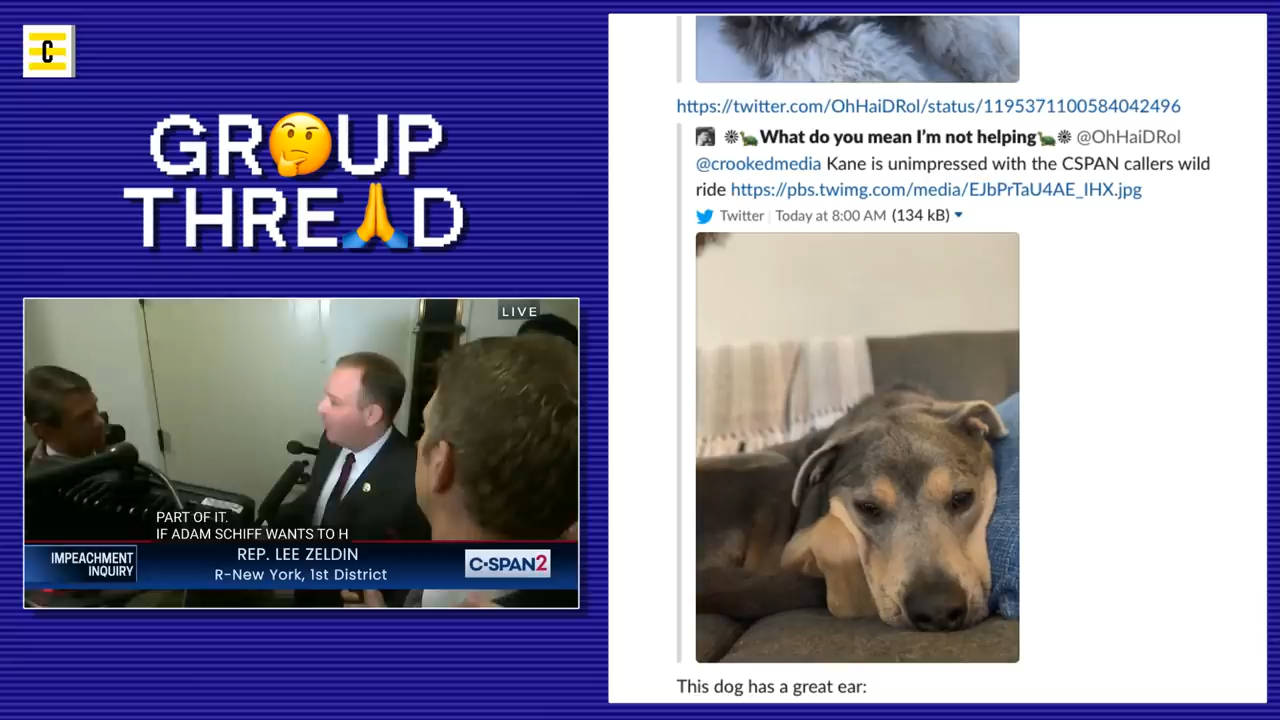 C
GR🤔UP
THRE🙏D
LIVE
PART OF IT.
IF ADAM SCHIFF WANTS TO H
IMPEACHMENT
INQUIRY
REP. LEE ZELDIN
R-New York, 1st District
C-SPAN2
https://twitter.com/OhHaiDRol/status/1195371100584042496
❋🐢What do you mean I’m not helping🐢❋ @OhHaiDRol
@crookedmedia Kane is unimpressed with the CSPAN callers wild
ride https://pbs.twimg.com/media/EJbPrTaU4AE_IHX.jpg
Twitter | Today at 8:00 AM (134 kB)
This dog has a great ear: